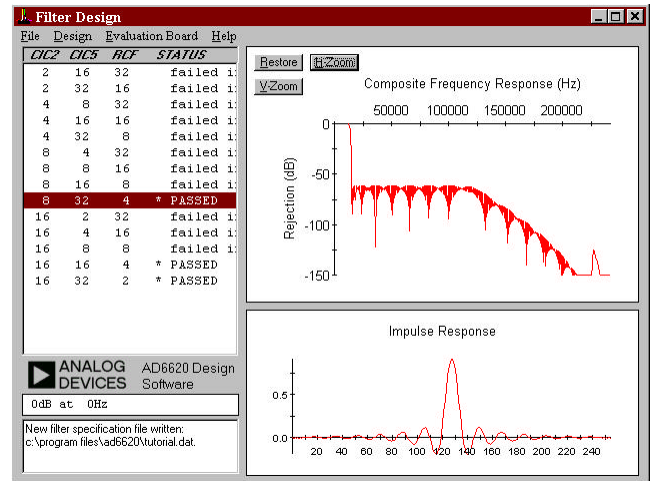 Filter Design
File Design Evaluation Board Help
CIC2 CIC5 RCF STATUS
2 16 32 failed i
2 32 16 failed i
4 8 32 failed i
4 16 16 failed i
4 32 8 failed i
8 4 32 failed i
8 8 16 failed i
8 16 8 failed i
8 32 4 * PASSED
16 2 32 failed i
16 4 16 failed i
16 8 8 failed i
16 16 4 * PASSED
16 32 2 * PASSED
Restore H-Zoom
V-Zoom
Composite Frequency Response (Hz)
50000 100000 150000 200000
Rejection (dB)
0
-50
-100
-150
Impulse Response
0.5
0.0
20 40 60 80 100 120 140 160 180 200 220 240
ANALOG DEVICES
AD6620 Design Software
0dB at 0Hz
New filter specification file written:
c:\program files\ad6620\tutorial.dat.